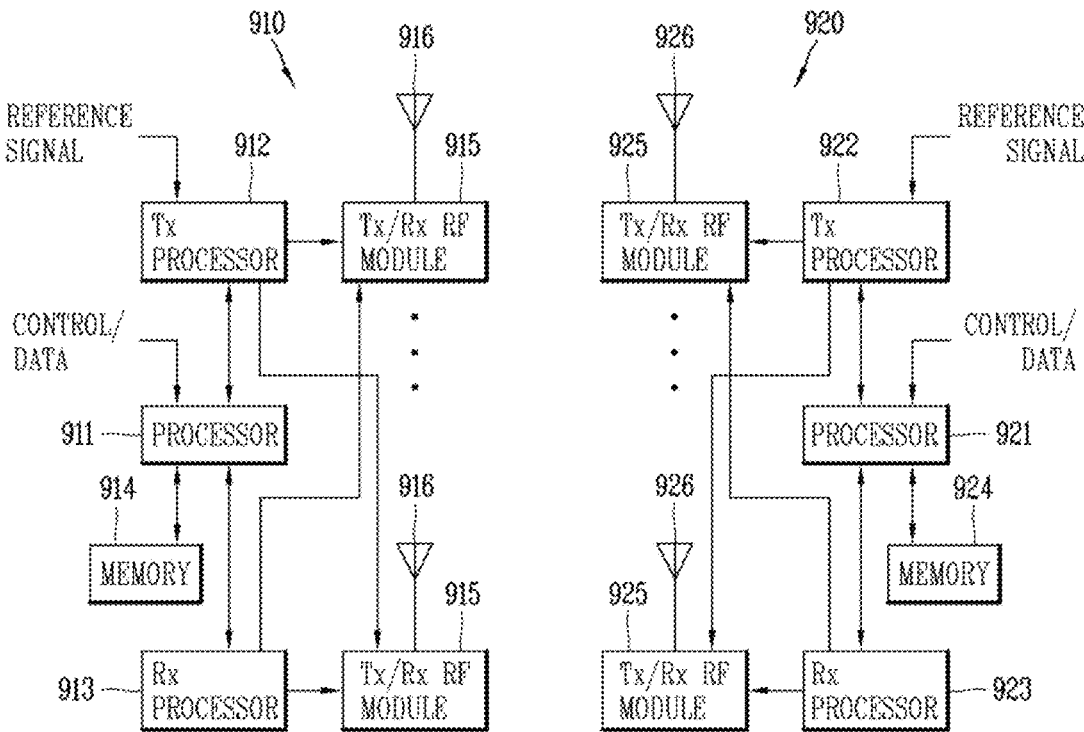 910
916
926
920
REFERENCE
SIGNAL
912
915
925
922
REFERENCE
SIGNAL
Tx
PROCESSOR
Tx/Rx RF
MODULE
Tx/Rx RF
MODULE
Tx
PROCESSOR
CONTROL/
DATA
CONTROL/
DATA
911
PROCESSOR
PROCESSOR
921
914
916
926
924
MEMORY
MEMORY
915
925
913
Rx
PROCESSOR
Tx/Rx RF
MODULE
Tx/Rx RF
MODULE
Rx
PROCESSOR
923